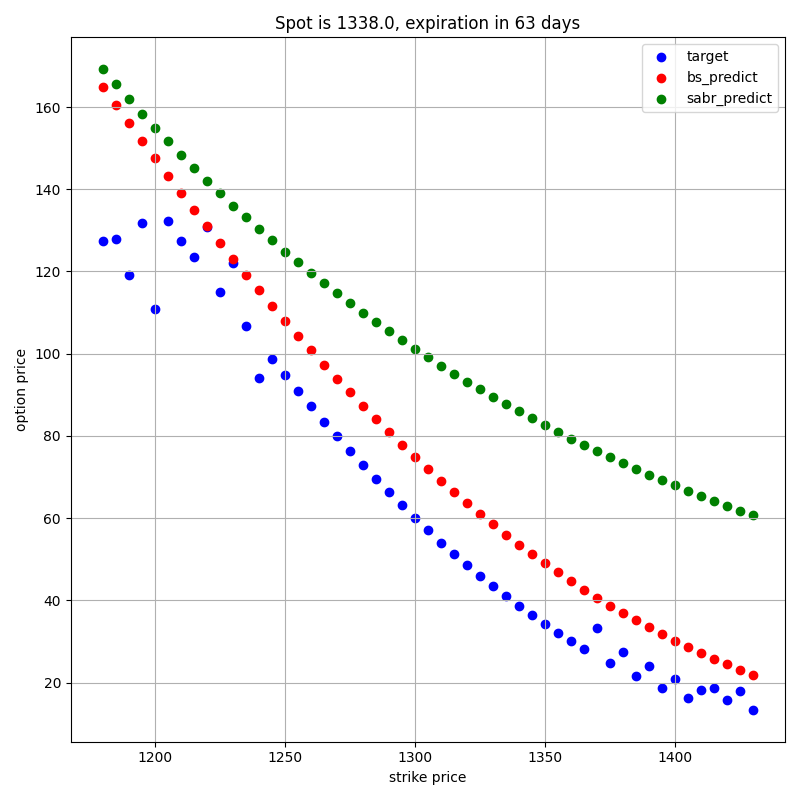 Spot is 1338.0, expiration in 63 days
target
bs_predict
sabr_predict
option price
160
140
120
100
80
60
40
20
1200 1250 1300 1350 1400
strike price